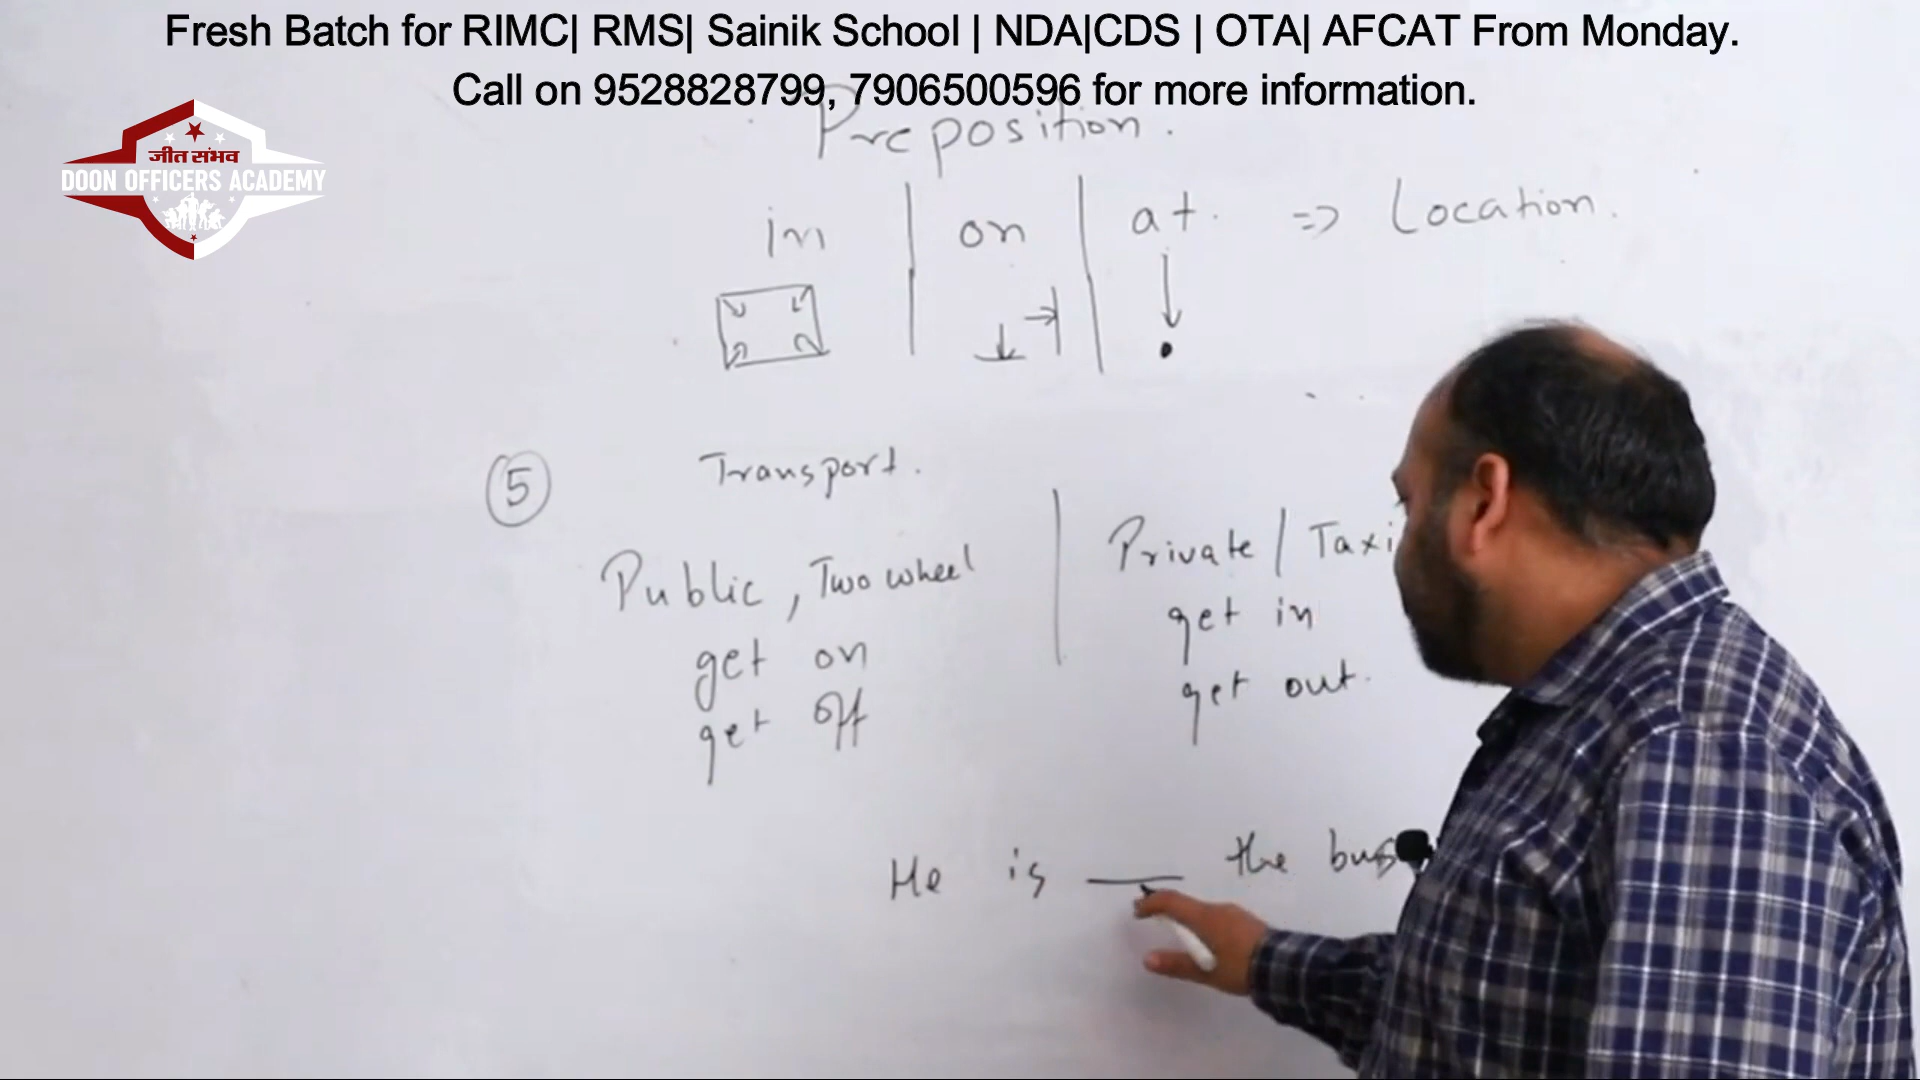 Fresh Batch for RIMC| RMS| Sainik School | NDA|CDS | OTA| AFCAT From Monday.
Call on 9528828799, 7906500596 for more information.
जीत संभव
DOON OFFICERS ACADEMY
Preposition.
in | on | at. => Location.
5 Transport.
Public, Two wheel
get on
get off
Private / Taxi
get in
get out.
He is ___ the bus